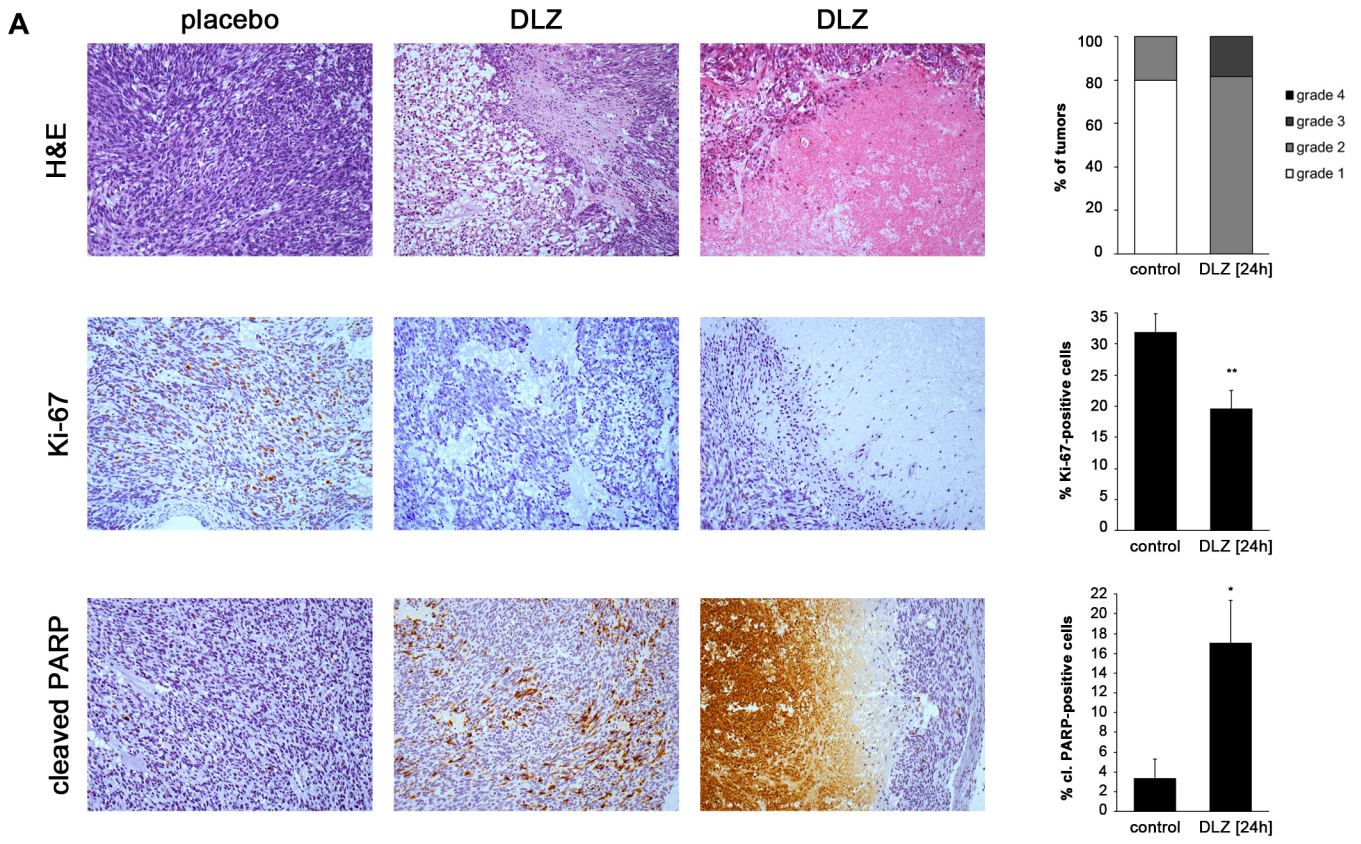 A
placebo
DLZ
DLZ
H&E
Ki-67
cleaved PARP
% of tumors
100
80
60
40
20
0
control
DLZ [24h]
grade 4
grade 3
grade 2
grade 1
% Ki-67-positive cells
35
30
25
20
15
10
5
0
**
control
DLZ [24h]
% cl. PARP-positive cells
22
20
18
16
14
12
10
8
6
4
2
0
*
control
DLZ [24h]